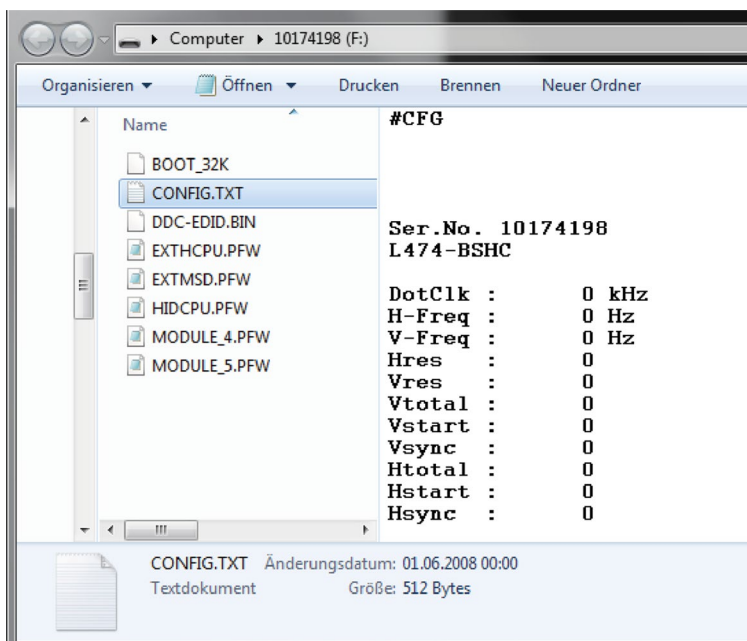 Computer 10174198 (F:)
Organisieren Öffnen Drucken Brennen Neuer Ordner
Name
BOOT_32K
CONFIG.TXT
DDC-EDID.BIN
EXTHCPU.PFW
EXTMSD.PFW
HIDCPU.PFW
MODULE_4.PFW
MODULE_5.PFW
#CFG
Ser.No. 10174198
L474-BSHC
DotClk : 0 kHz
H-Freq : 0 Hz
V-Freq : 0 Hz
Hres : 0
Vres : 0
Vtotal : 0
Vstart : 0
Vsync : 0
Htotal : 0
Hstart : 0
Hsync : 0
CONFIG.TXT Änderungsdatum: 01.06.2008 00:00
Textdokument Größe: 512 Bytes